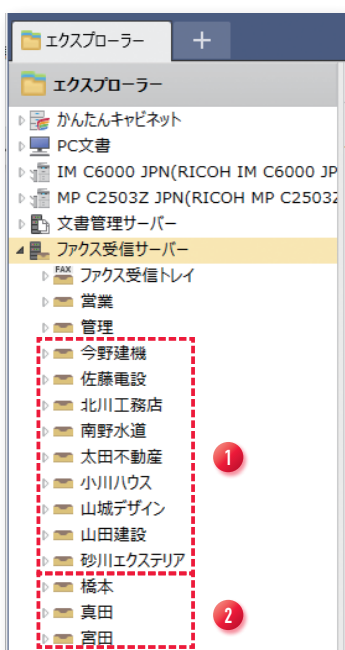 エクスプローラー
+
エクスプローラー
かんたんキャビネット
PC文書
IM C6000 JPN(RICOH IM C6000 JP
MP C2503Z JPN(RICOH MP C2503Z
文書管理サーバー
ファクス受信サーバー
FAX ファクス受信トレイ
営業
管理
今野建機
佐藤電設
北川工務店
南野水道
太田不動産
1
小川ハウス
山城デザイン
山田建設
砂川エクステリア
橋本
真田
2
宮田